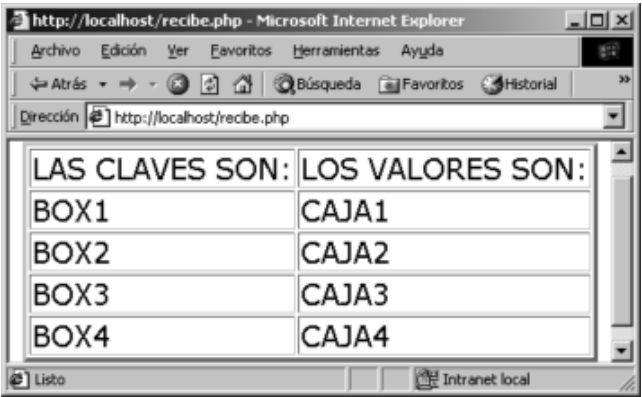 http://localhost/recibe.php - Microsoft Internet Explorer
Archivo Edición Ver Favoritos Herramientas Ayuda
Atrás Búsqueda Favoritos Historial »
Dirección http://localhost/recibe.php
LAS CLAVES SON: LOS VALORES SON:
BOX1 CAJA1
BOX2 CAJA2
BOX3 CAJA3
BOX4 CAJA4
Listo Intranet local